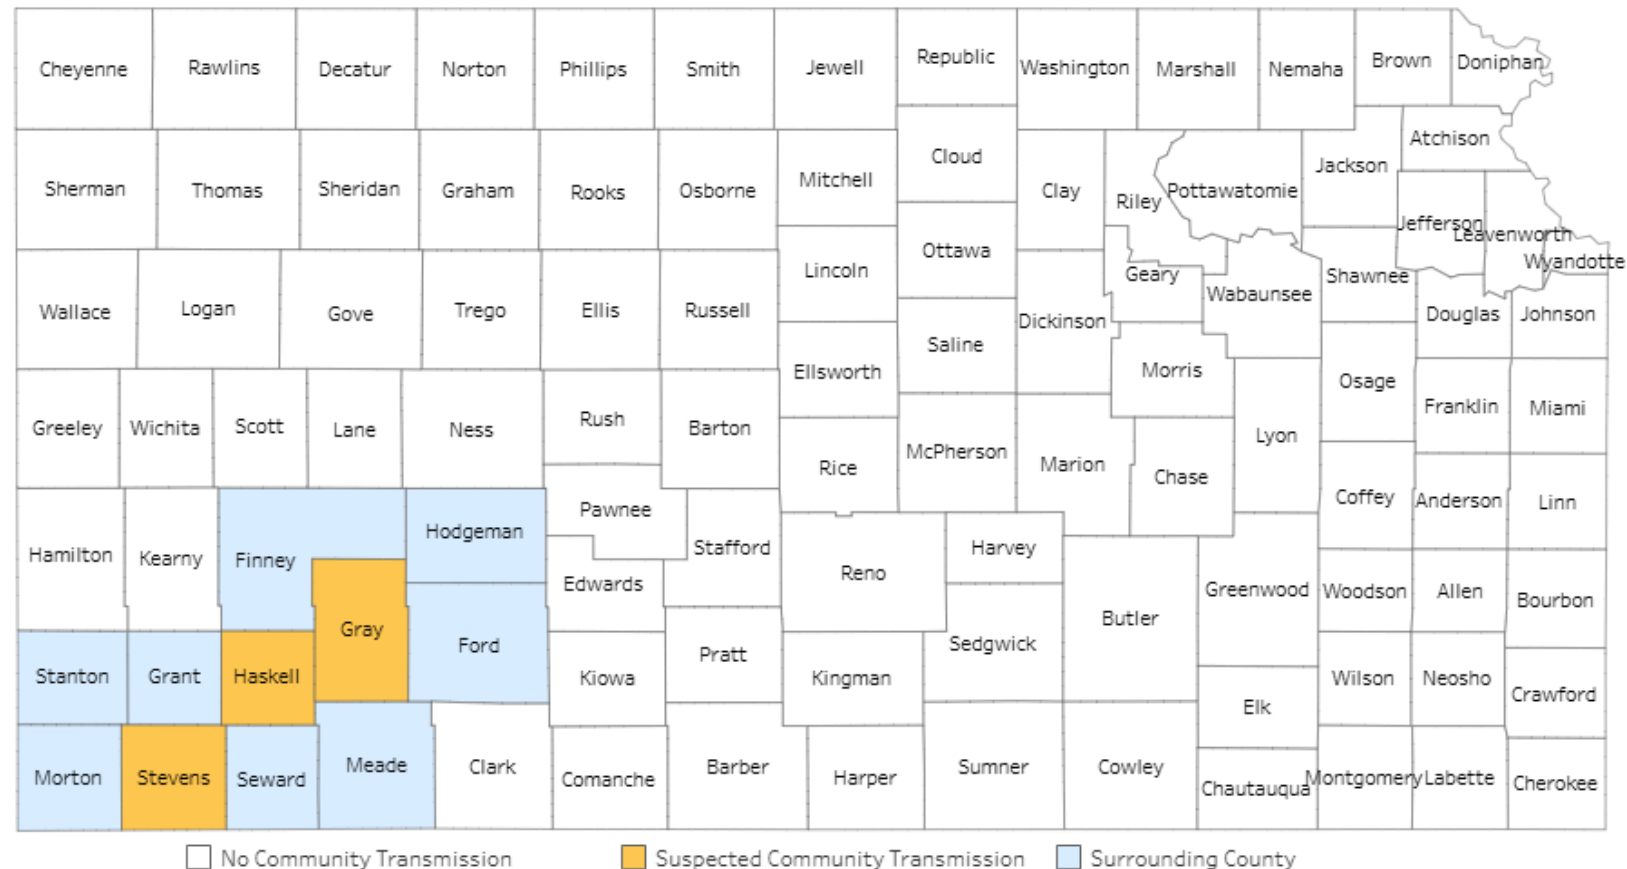 Cheyenne Rawlins Decatur Norton Phillips Smith Jewell Republic Washington Marshall Nemaha Brown Doniphan
Sherman Thomas Sheridan Graham Rooks Osborne Mitchell Cloud Clay Riley Pottawatomie Jackson Atchison
Jefferson Leavenworth Wyandotte
Wallace Logan Gove Trego Ellis Russell Lincoln Ottawa Dickinson Geary Wabaunsee Shawnee Douglas Johnson
Ellsworth Saline Morris Osage
Greeley Wichita Scott Lane Ness Rush Barton Rice McPherson Marion Chase Lyon Franklin Miami
Hamilton Kearny Finney Hodgeman Pawnee Stafford Reno Harvey Coffey Anderson Linn
Gray Ford Edwards Sedgwick Butler Greenwood Woodson Allen Bourbon
Stanton Grant Haskell Kiowa Pratt Kingman Elk Wilson Neosho Crawford
Morton Stevens Seward Meade Clark Comanche Barber Harper Sumner Cowley Chautauqua Montgomery Labette Cherokee
No Community Transmission Suspected Community Transmission Surrounding County